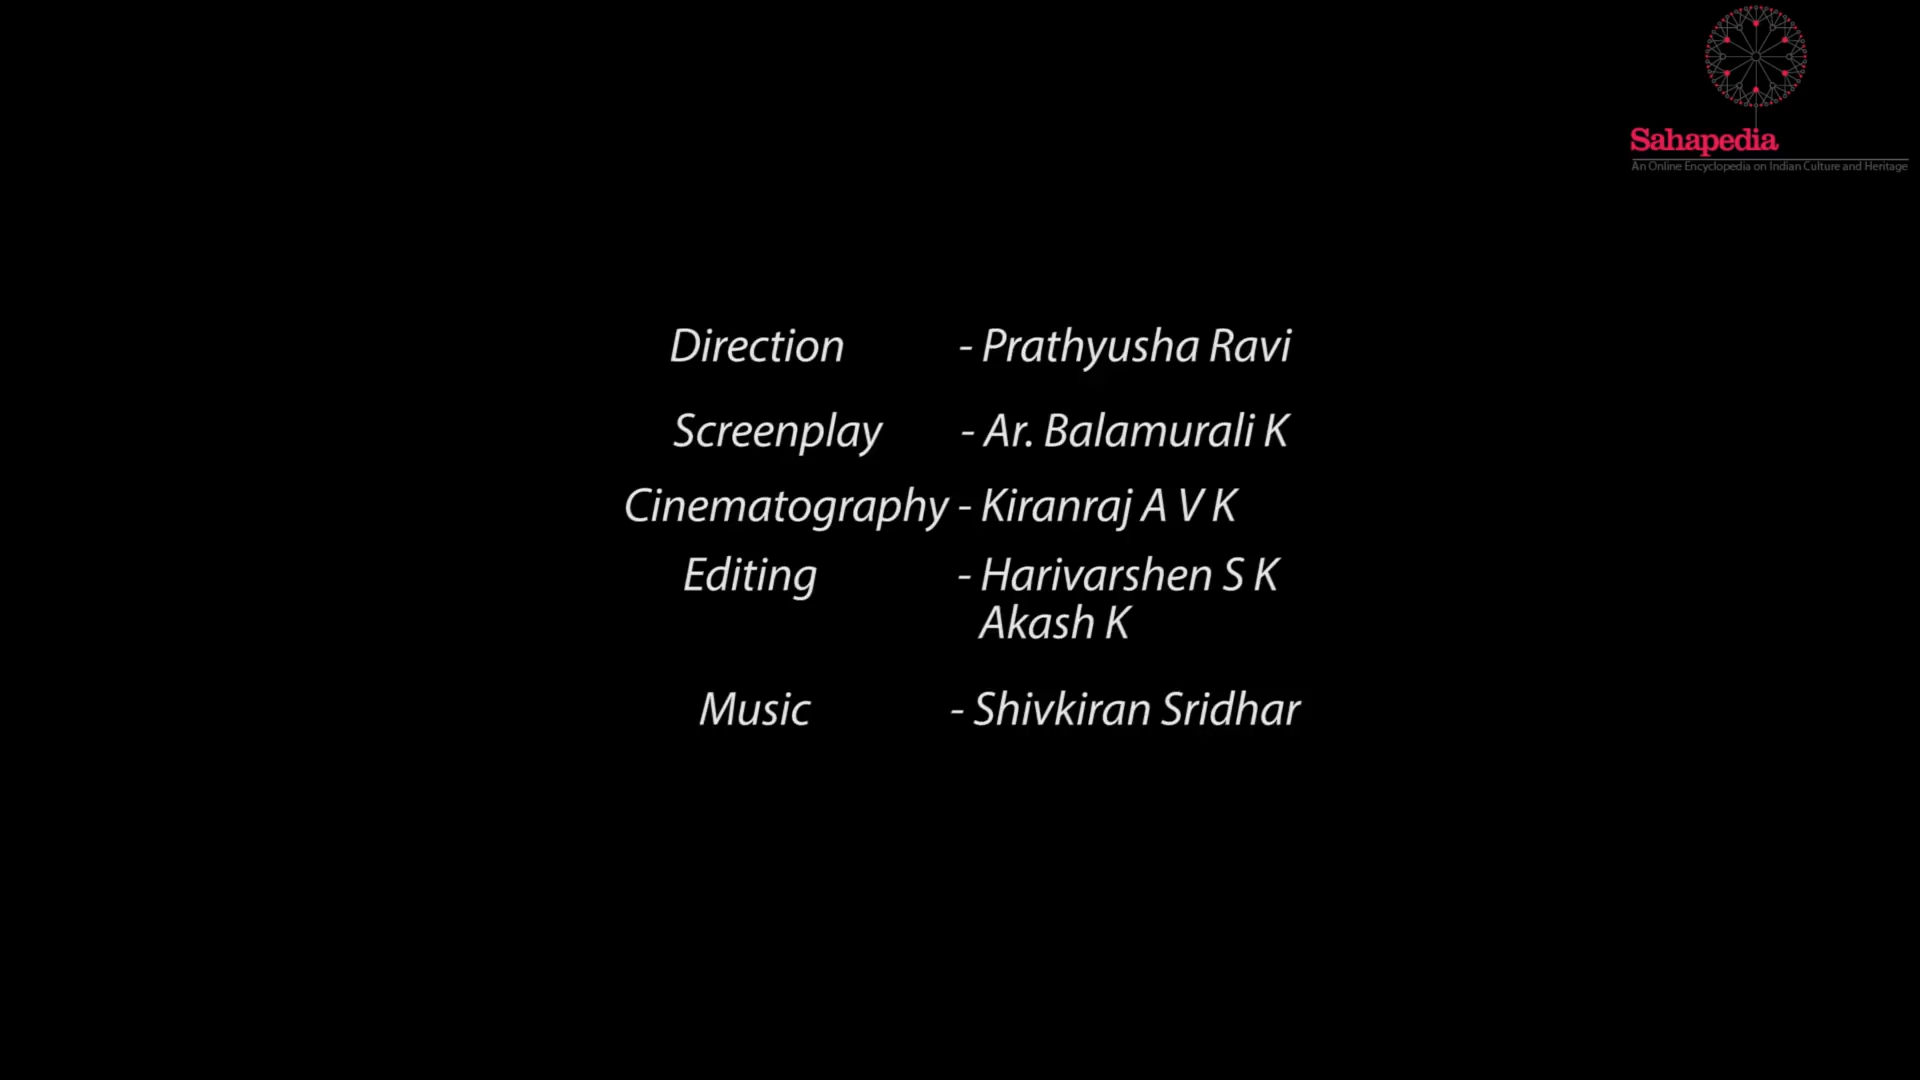 Sahapedia
An Online Encyclopedia on Indian Culture and Heritage
Direction - Prathyusha Ravi
Screenplay - Ar. Balamurali K
Cinematography - Kiranraj A V K
Editing - Harivarshen S K
Akash K
Music - Shivkiran Sridhar